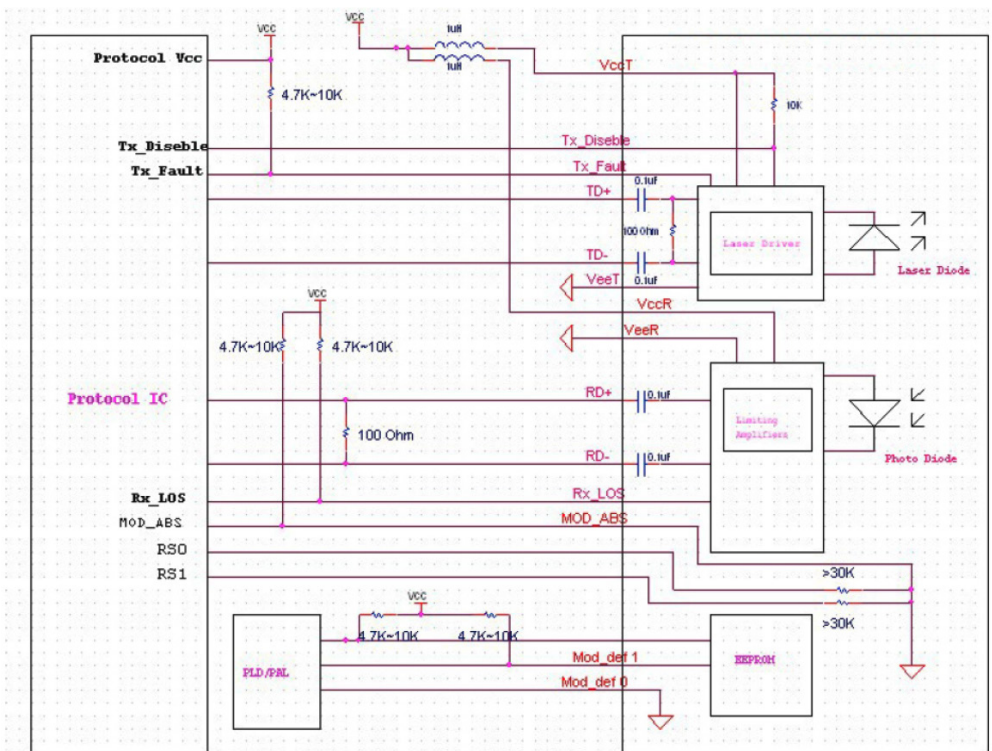 VCC
VCC
1uH
Protocol Vcc
1uH
VccT
4.7K~10K
10K
Tx_Diseble
Tx_Diseble
Tx_Fault
Tx_Fault
0.1uf
TD+
100 Ohm
Laser Driver
TD-
Laser Diode
VeeT
0.1uf
VCC
VccR
VeeR
4.7K~10K
4.7K~10K
Protocol IC
RD+
0.1uf
Limiting
Amplifiers
100 Ohm
RD-
0.1uf
Photo Diode
Rx_LOS
Rx_LOS
MOD_ABS
MOD_ABS
RS0
RS1
>30K
VCC
>30K
4.7K~10K
4.7K~10K
Mod_def 1
EEPROM
PLD/PAL
Mod_def 0